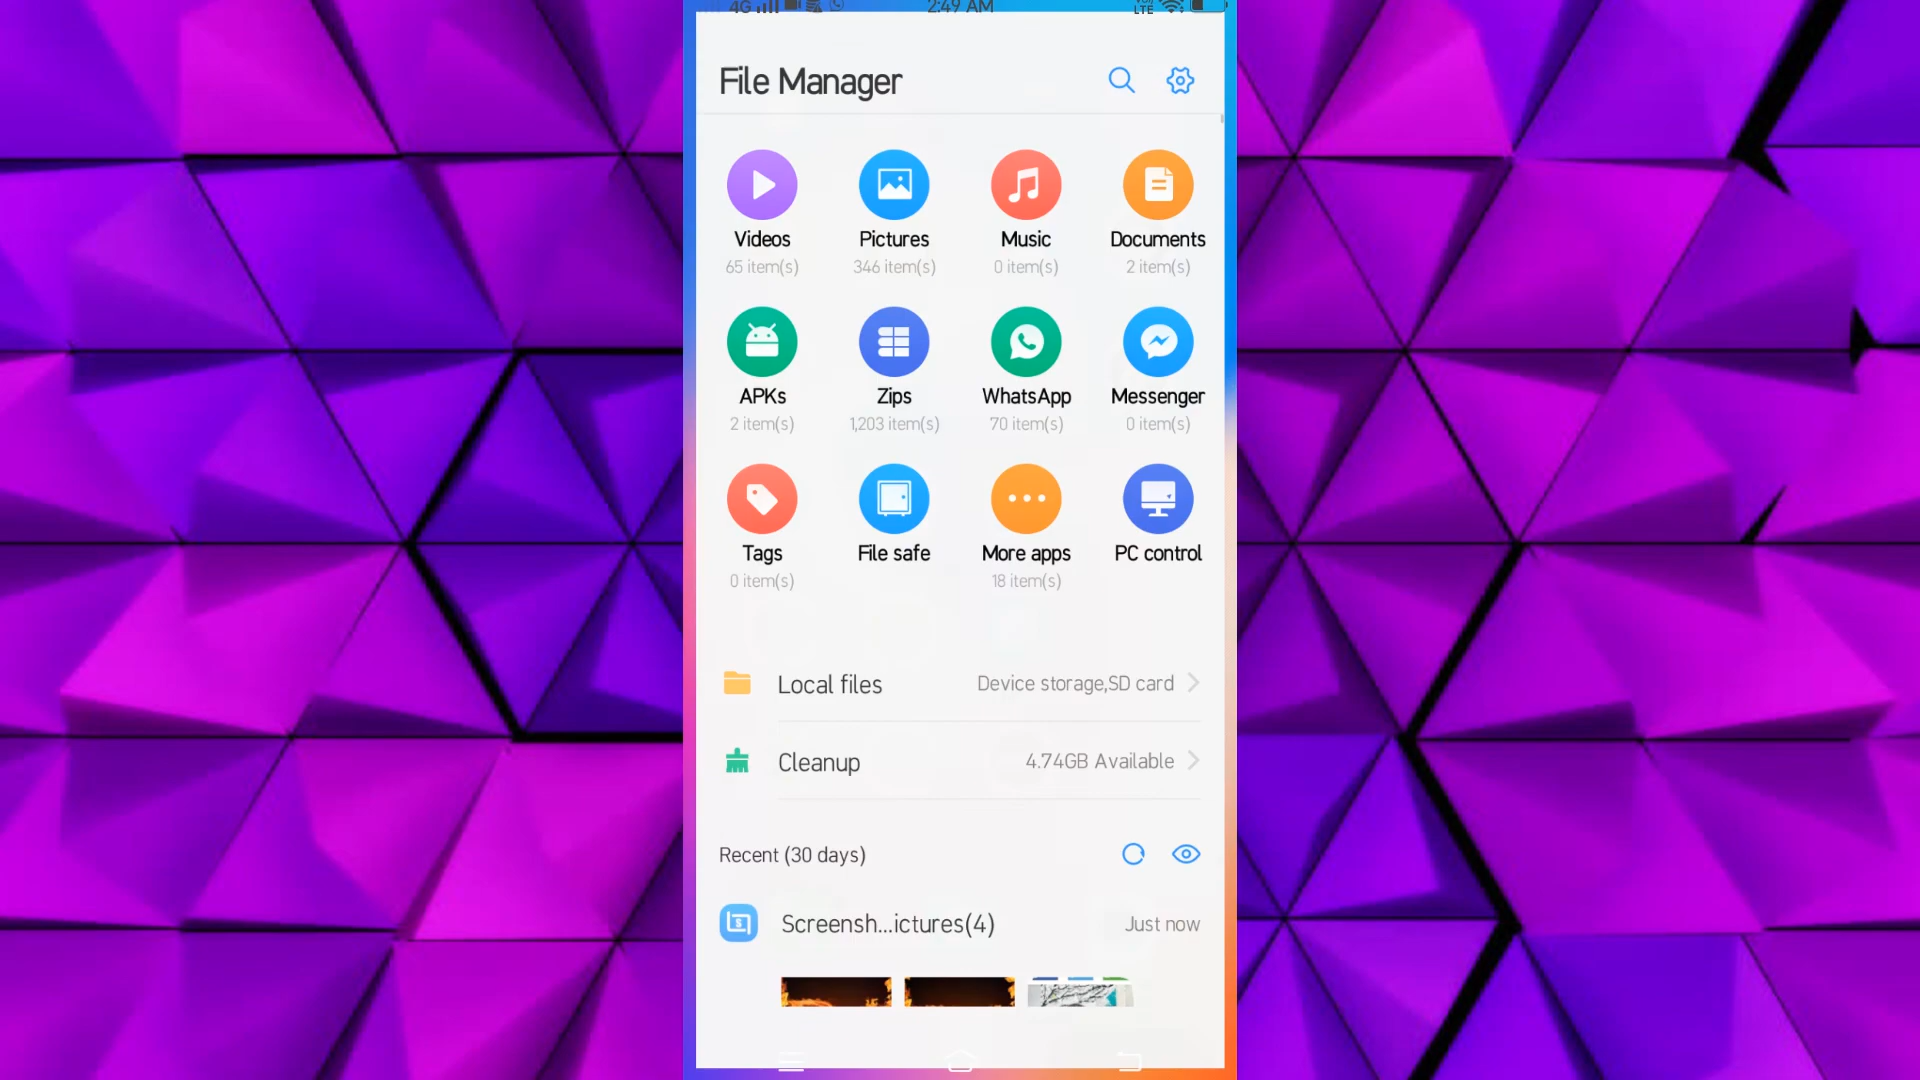 4G 2:49 AM LTE
File Manager
Videos Pictures Music Documents
65 item(s) 346 item(s) 0 item(s) 2 item(s)
APKs Zips WhatsApp Messenger
2 item(s) 1,203 item(s) 70 item(s) 0 item(s)
Tags File safe More apps PC control
0 item(s) 18 item(s)
Local files Device storage,SD card
Cleanup 4.74GB Available
Recent (30 days)
Screensh...ictures(4) Just now